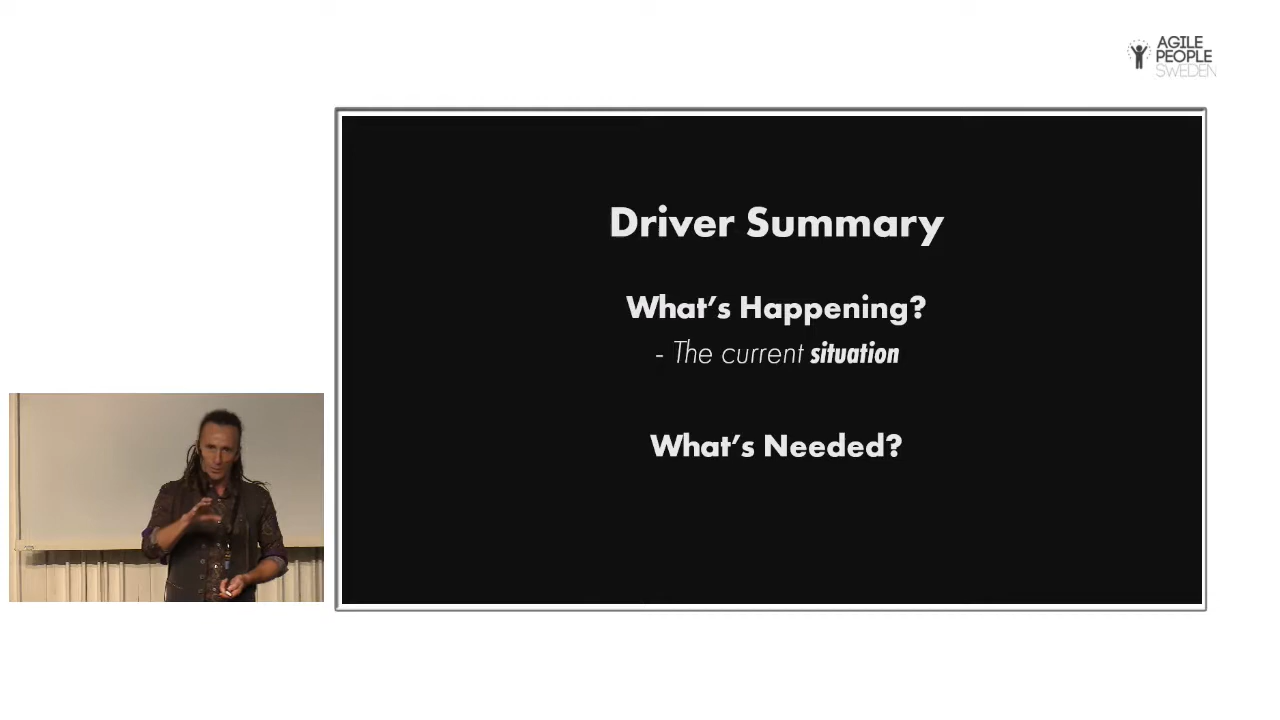 AGILE
PEOPLE
SWEDEN
Driver Summary
What’s Happening?
- The current situation
What’s Needed?